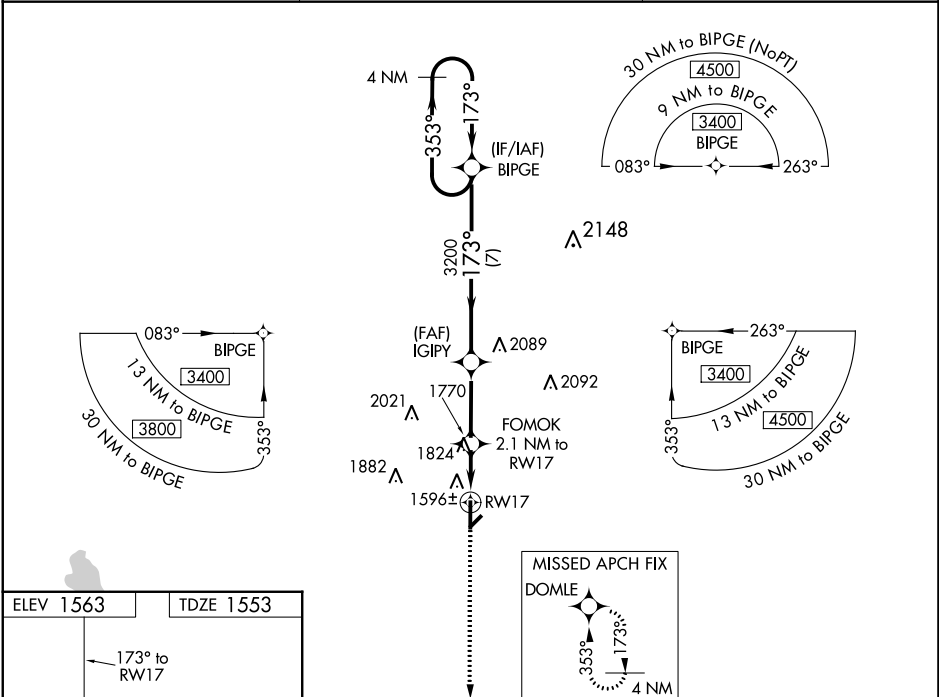 4 NM
353°
173°
(IF/IAF)
BIPGE
30 NM to BIPGE (NoPT)
4500
9 NM to BIPGE
3400
BIPGE
083°
263°
3200
173°
(7)
2148
083°
BIPGE
13 NM to BIPGE
3400
30 NM to BIPGE
3800
353°
(FAF)
IGIPY
2089
2092
1770
2021
FOMOK
2.1 NM to
RW17
1824
1882
1596±
RW17
263°
BIPGE
13 NM to BIPGE
3400
30 NM to BIPGE
4500
353°
MISSED APCH FIX
DOMLE
353°
173°
4 NM
ELEV 1563
TDZE 1553
173° to
RW17